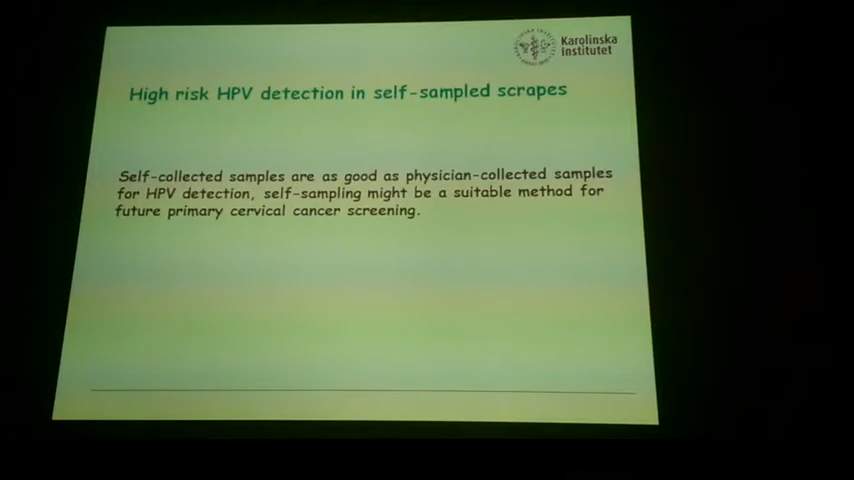 Karolinska
Institutet
High risk HPV detection in self-sampled scrapes
Self-collected samples are as good as physician-collected samples
for HPV detection, self-sampling might be a suitable method for
future primary cervical cancer screening.